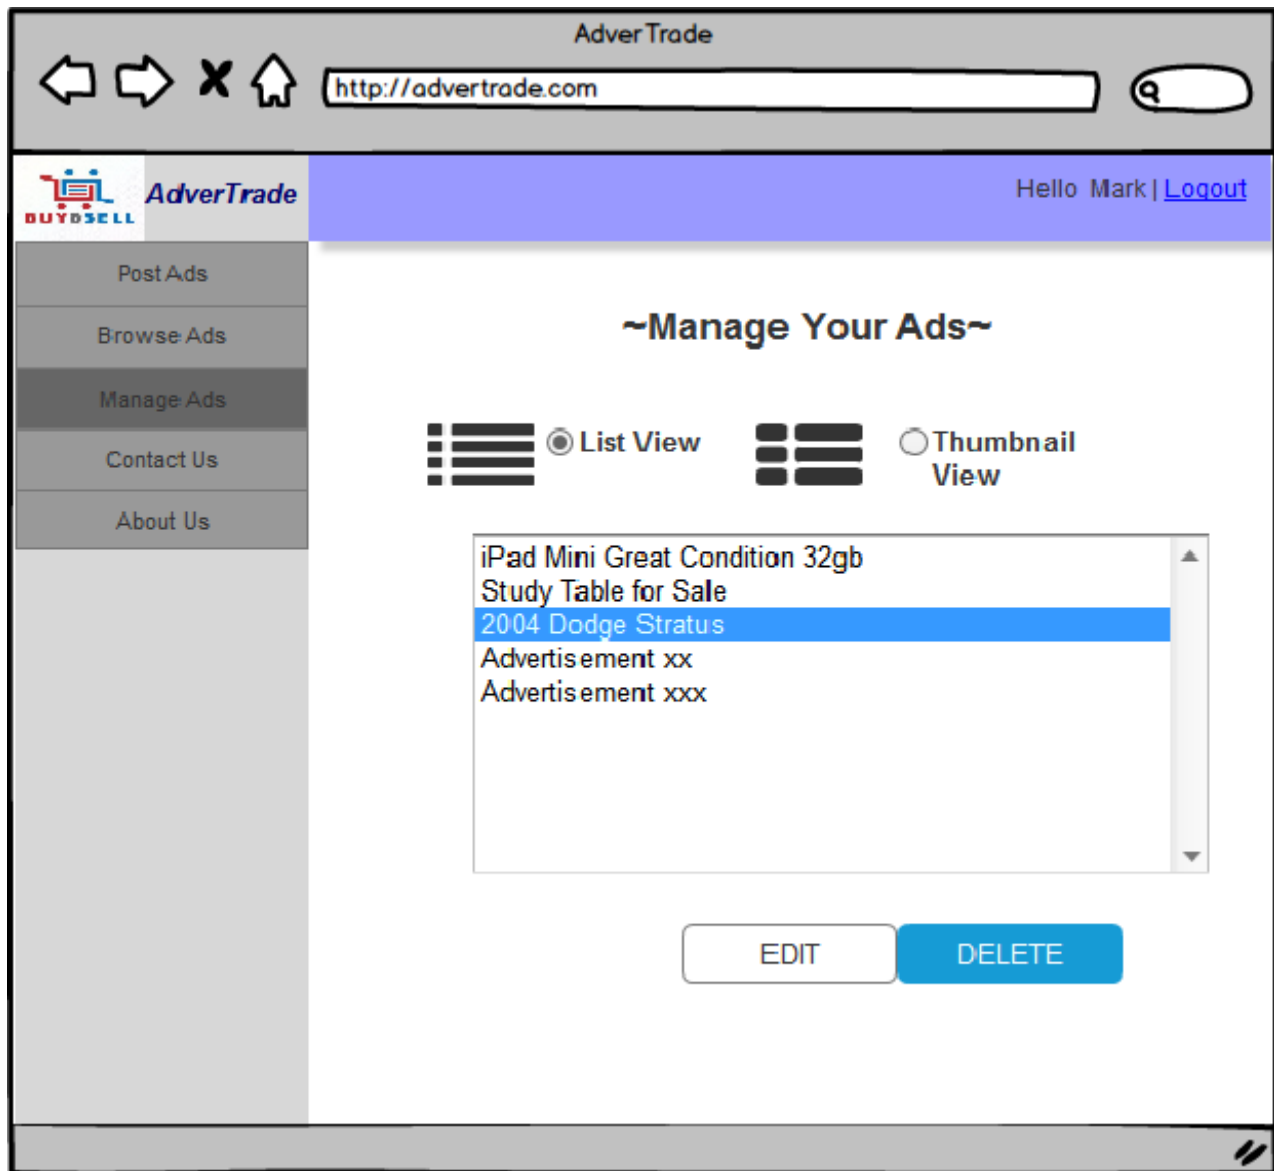 AdverTrade
http://advertrade.com
BUYDSELL
AdverTrade
Hello Mark | Logout
Post Ads
Browse Ads
Manage Ads
Contact Us
About Us
~Manage Your Ads~
List View
Thumbnail
View
iPad Mini Great Condition 32gb
Study Table for Sale
2004 Dodge Stratus
Advertisement xx
Advertisement xxx
EDIT
DELETE